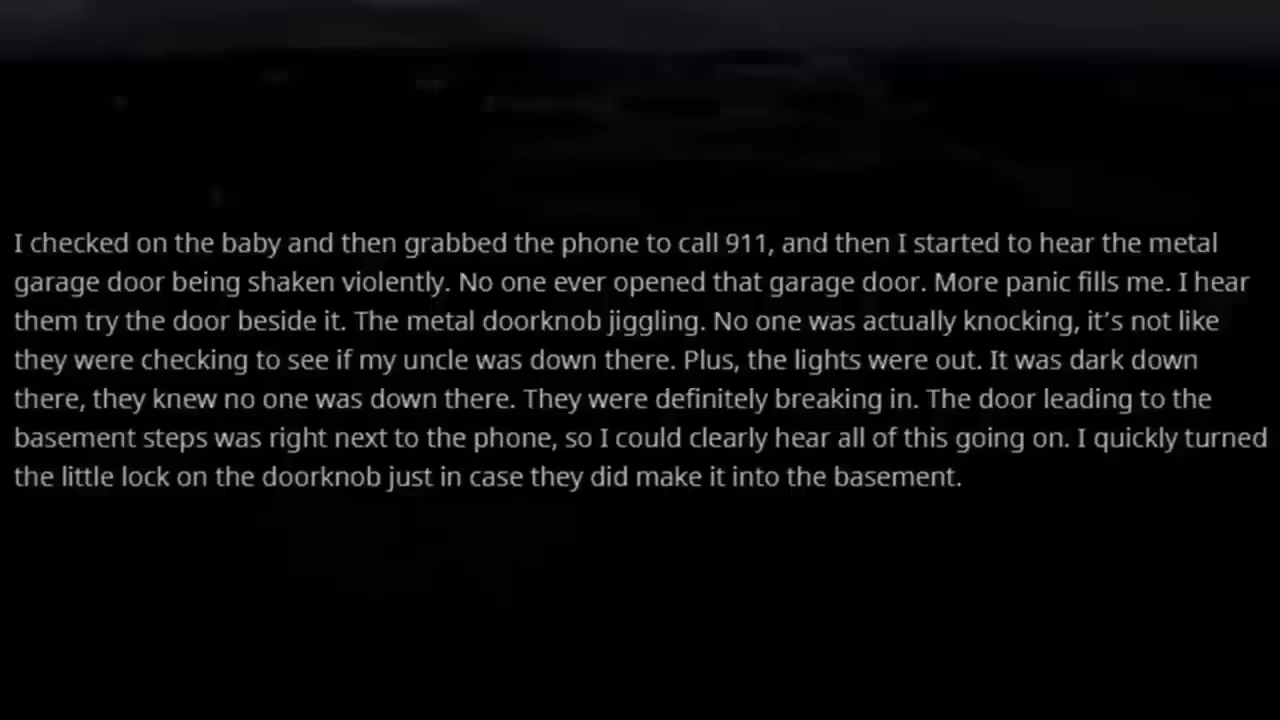 I checked on the baby and then grabbed the phone to call 911, and then I started to hear the metal
garage door being shaken violently. No one ever opened that garage door. More panic fills me. I hear
them try the door beside it. The metal doorknob jiggling. No one was actually knocking, it’s not like
they were checking to see if my uncle was down there. Plus, the lights were out. It was dark down
there, they knew no one was down there. They were definitely breaking in. The door leading to the
basement steps was right next to the phone, so I could clearly hear all of this going on. I quickly turned
the little lock on the doorknob just in case they did make it into the basement.